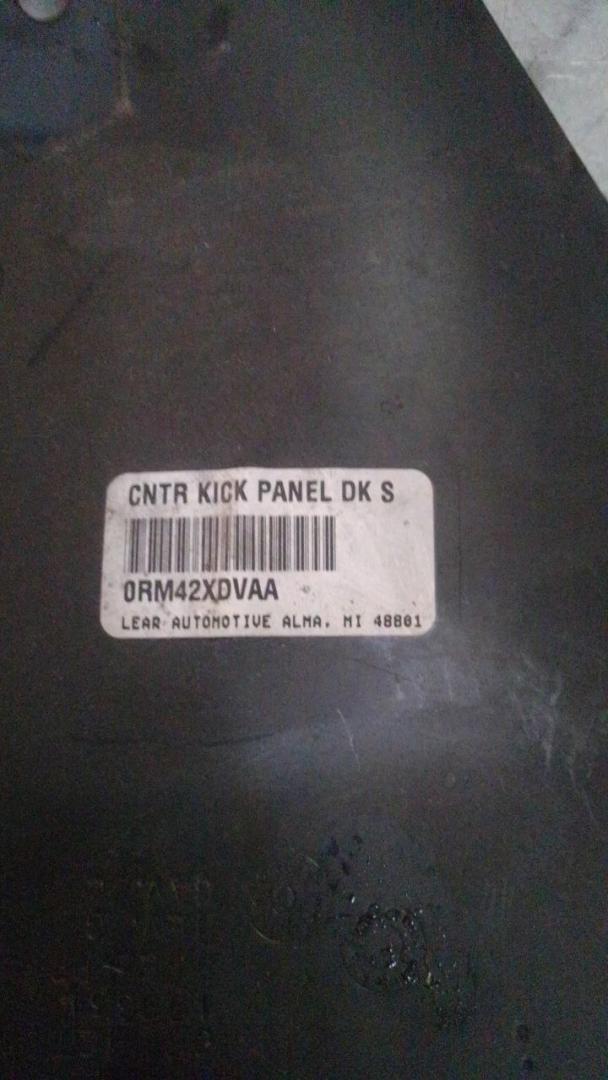 CNTR KICK PANEL DK S
0RM42XDVAA
LEAR AUTOMOTIVE ALMA, MI 48801